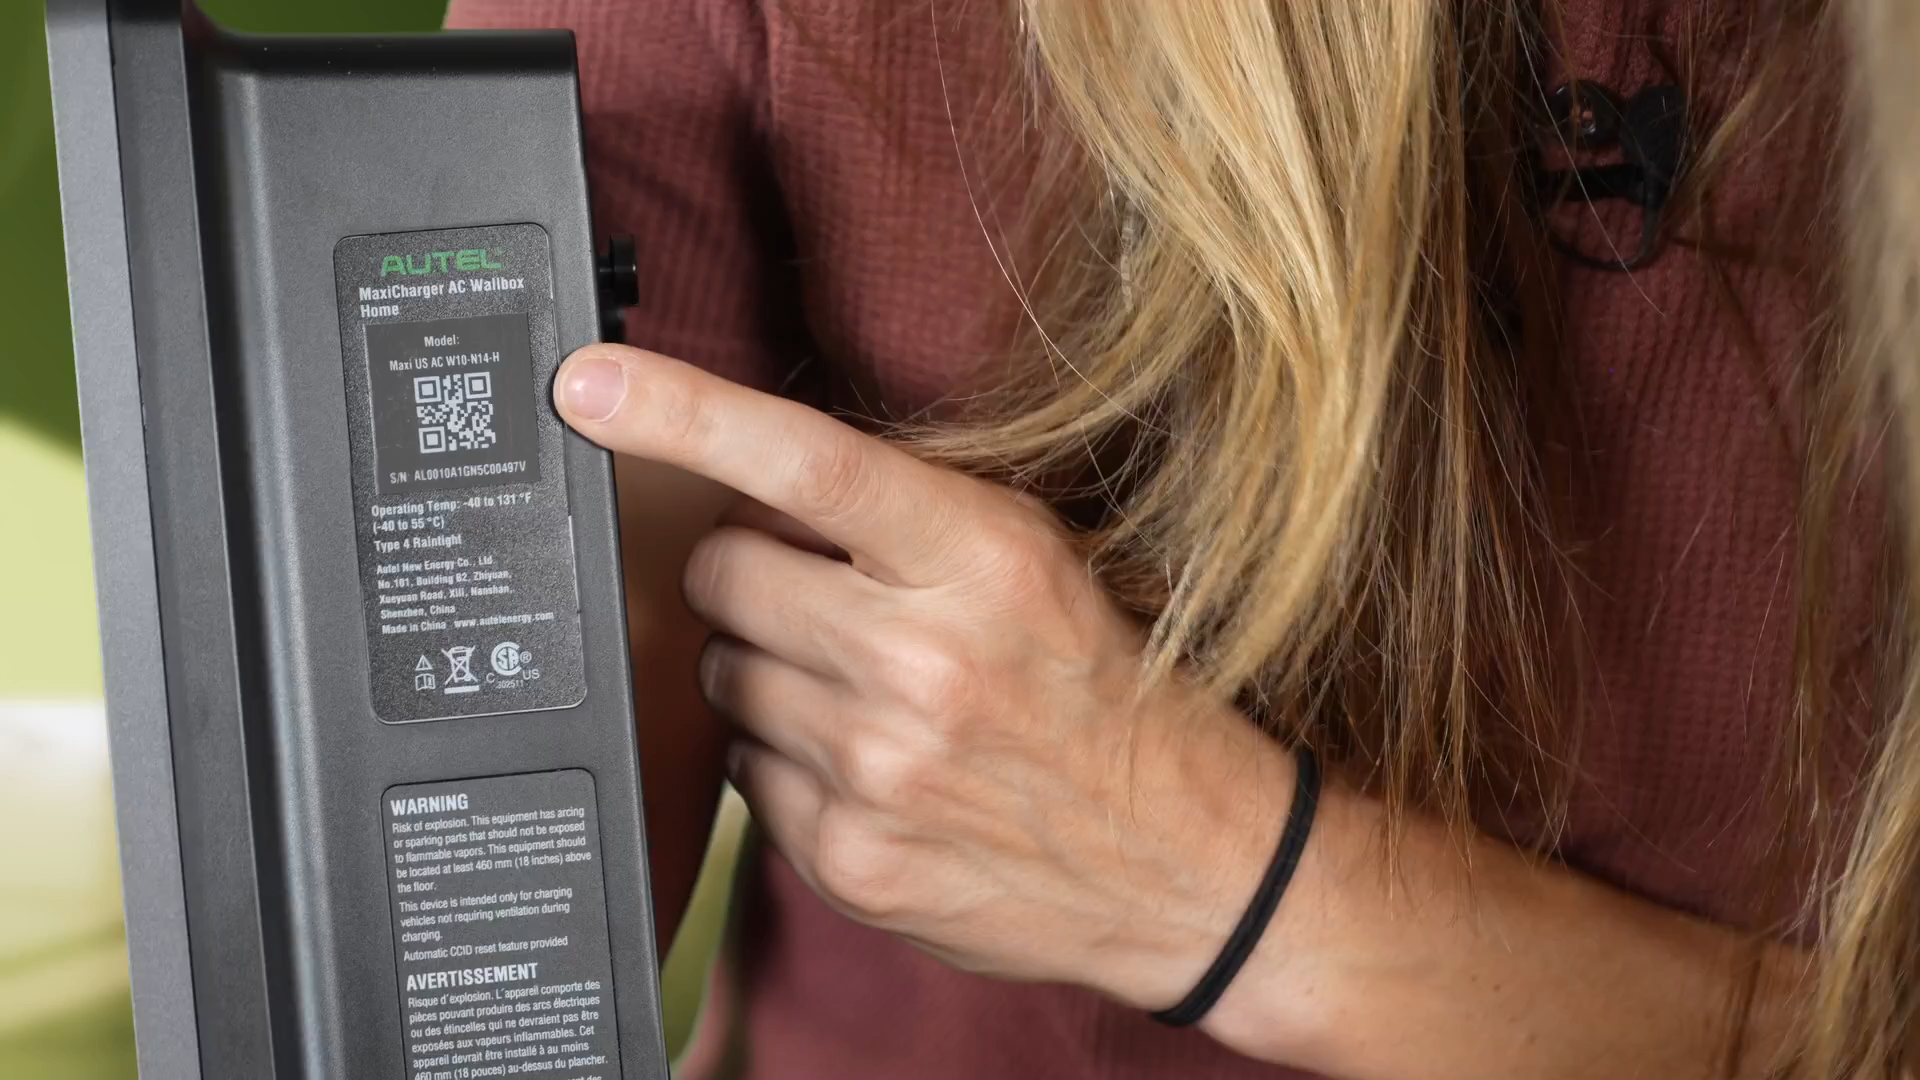 AUTEL
MaxiCharger AC Wallbox
Home
Model:
Maxi US AC W10-N14-H
S/N: AL0010A1GN5C00497V
Operating Temp: -40 to 131 °F
(-40 to 55 °C)
Type 4 Raintight
Autel New Energy Co., Ltd
No.101, Building B2, Zhiyuan,
Xueyuan Road, Xili, Nanshan,
Shenzhen, China
Made in China www.autelenergy.com
SA®
C US
302511
WARNING
Risk of explosion. This equipment has arcing
or sparking parts that should not be exposed
to flammable vapors. This equipment should
be located at least 460 mm (18 inches) above
the floor.
This device is intended only for charging
vehicles not requiring ventilation during
charging.
Automatic CCID reset feature provided
AVERTISSEMENT
Risque d'explosion. L'appareil comporte des
pièces pouvant produire des arcs électriques
ou des étincelles qui ne devraient pas être
exposées aux vapeurs inflammables. Cet
appareil devrait être installé à au moins
460 mm (18 pouces) au-dessus du plancher.